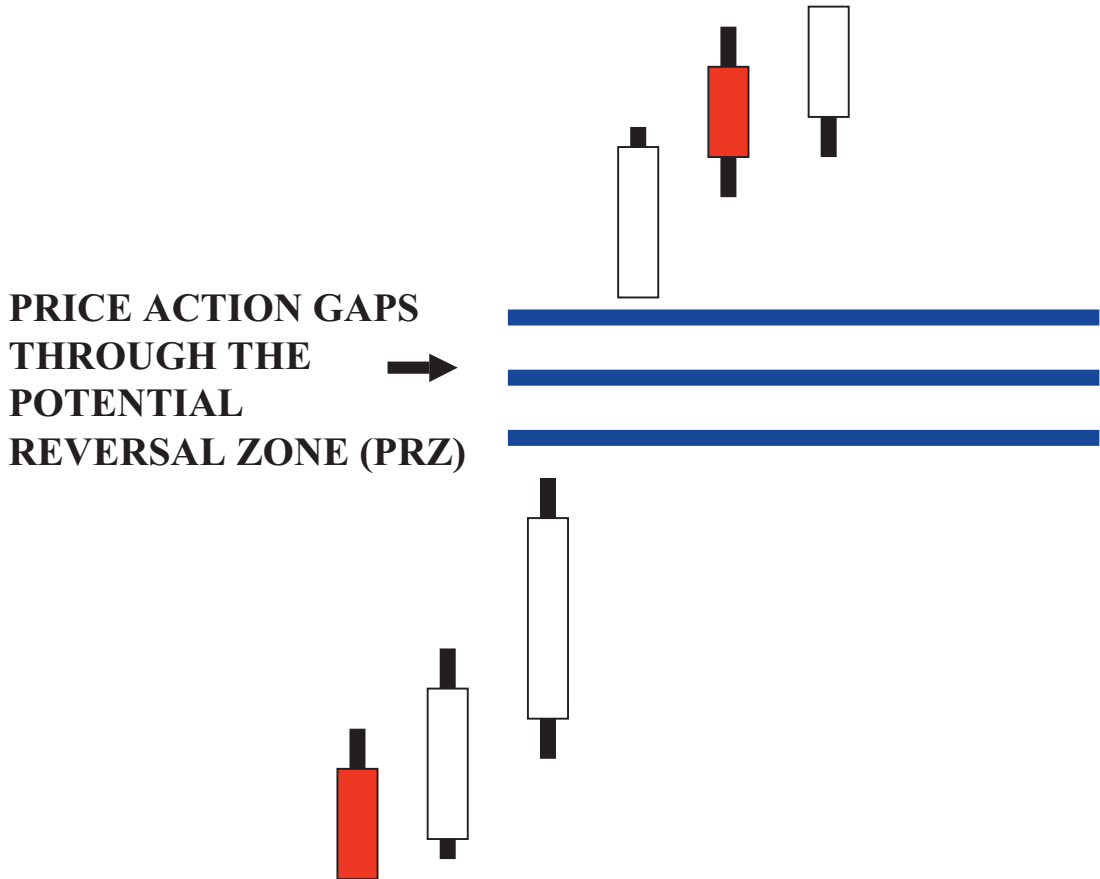 PRICE ACTION GAPS
THROUGH THE
POTENTIAL
REVERSAL ZONE (PRZ)